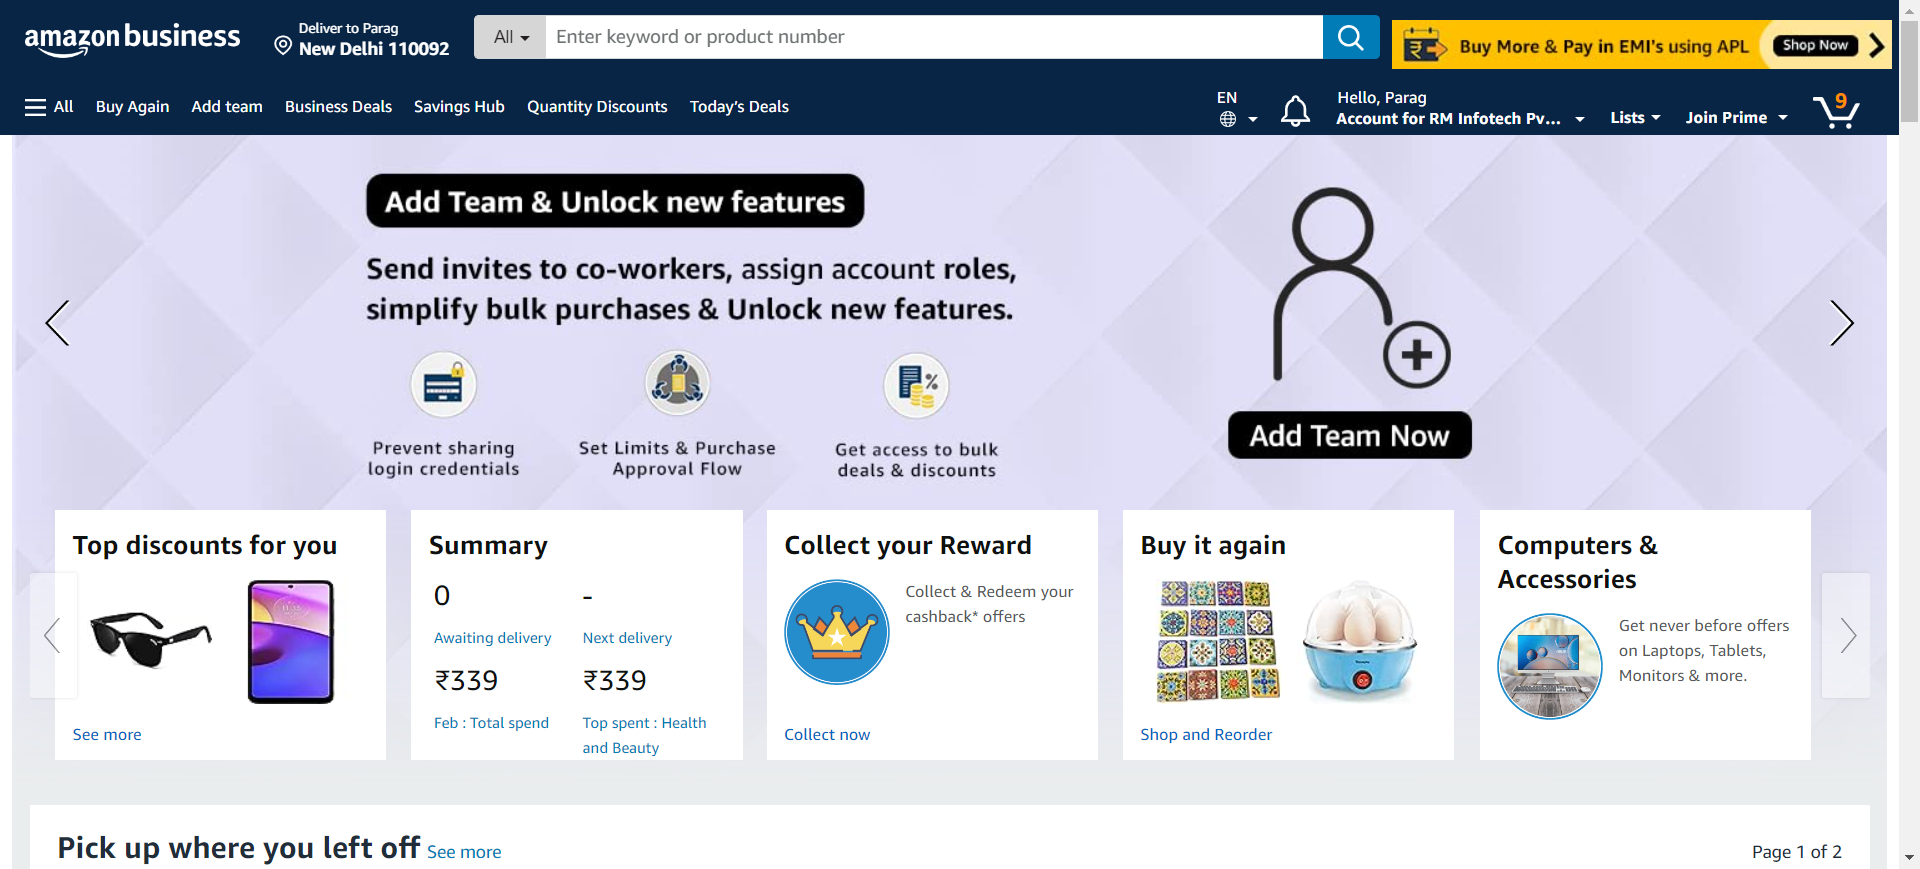 amazon business
Deliver to Parag
New Delhi 110092
All
Enter keyword or product number
Buy More & Pay in EMI's using APL
Shop Now
All
Buy Again
Add team
Business Deals
Savings Hub
Quantity Discounts
Today's Deals
EN
Hello, Parag
Account for RM Infotech Pv...
Lists
Join Prime
9
Add Team & Unlock new features
Send invites to co-workers, assign account roles,
simplify bulk purchases & Unlock new features.
Prevent sharing
login credentials
Set Limits & Purchase
Approval Flow
Get access to bulk
deals & discounts
Add Team Now
Top discounts for you
See more
Summary
0
-
Awaiting delivery
Next delivery
₹339
₹339
Feb : Total spend
Top spent : Health
and Beauty
Collect your Reward
Collect & Redeem your
cashback* offers
Collect now
Buy it again
Shop and Reorder
Computers &
Accessories
Get never before offers
on Laptops, Tablets,
Monitors & more.
Pick up where you left off
See more
Page 1 of 2